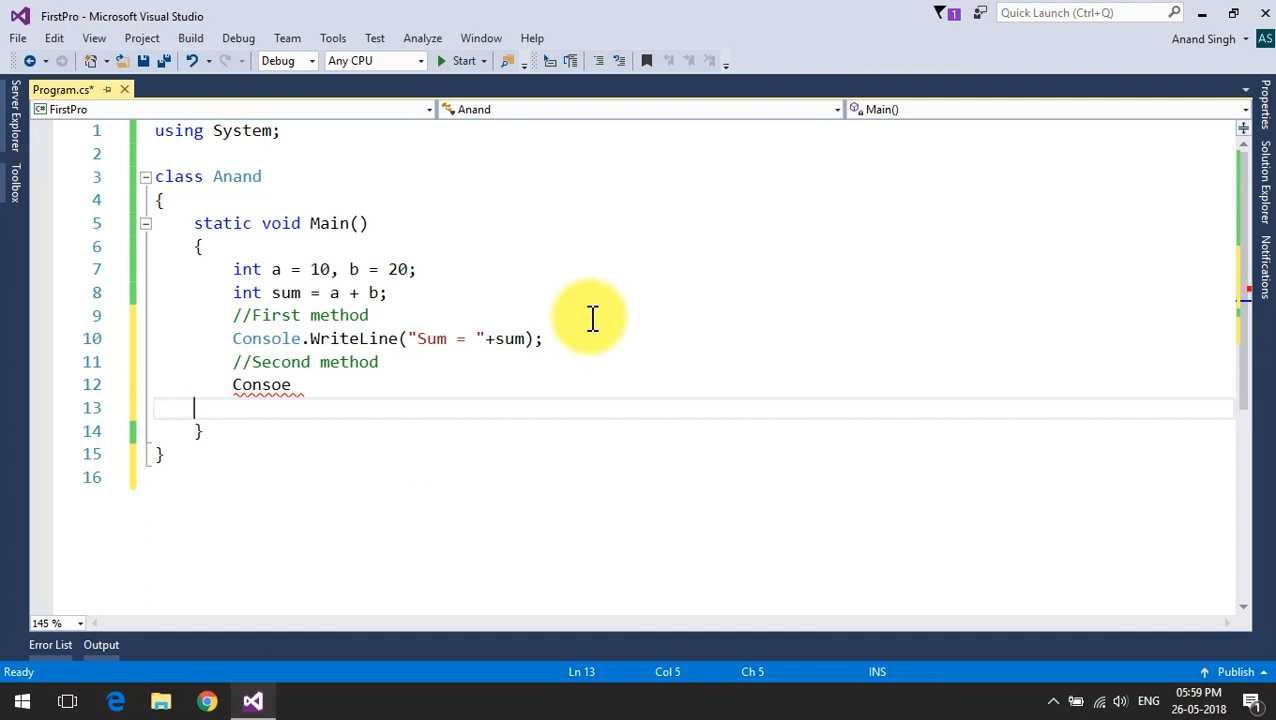 FirstPro - Microsoft Visual Studio
1
Quick Launch (Ctrl+Q)
File Edit View Project Build Debug Team Tools Test Analyze Window Help
Anand Singh
AS
Debug
Any CPU
Start
Server Explorer
Toolbox
Program.cs*
FirstPro
Anand
Main()
1 using System;
2
3 class Anand
4 {
5 static void Main()
6 {
7 int a = 10, b = 20;
8 int sum = a + b;
9 //First method
10 Console.WriteLine("Sum = "+sum);
11 //Second method
12 Consoe
13
14 }
15 }
16
Properties
Solution Explorer
Notifications
145 %
Error List Output
Ready
Ln 13
Col 5
Ch 5
INS
Publish
ENG
05:59 PM
26-05-2018
1